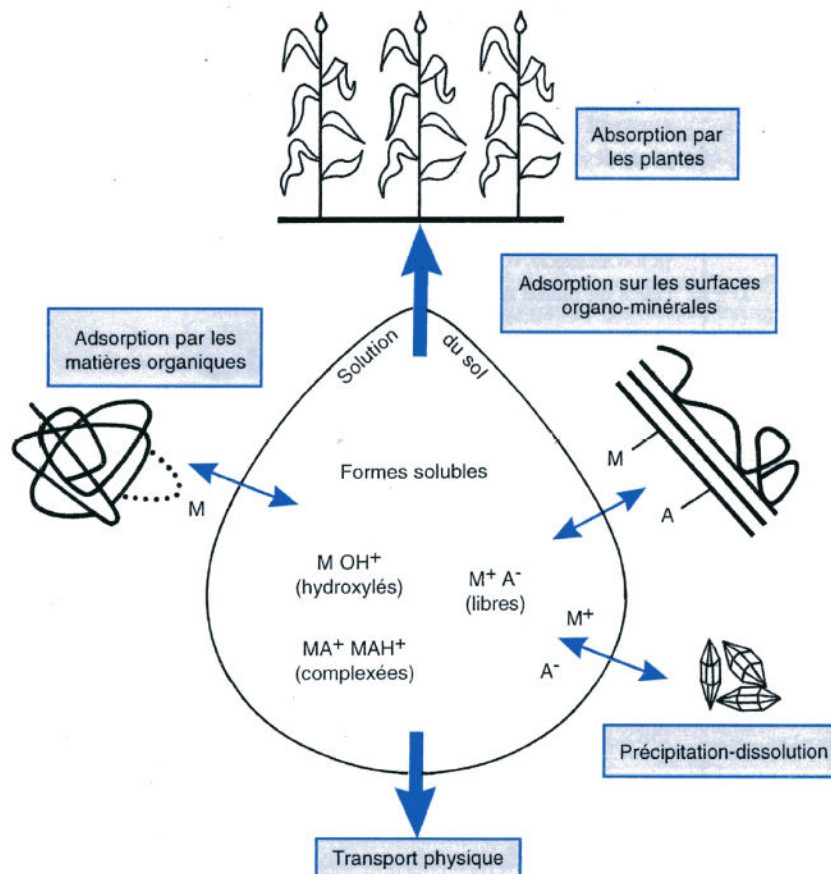 Absorption par
les plantes
Adsorption sur les surfaces
organo-minérales
Adsorption par les
matières organiques
Solution du sol
M
A
M
Formes solubles
M OH⁺
(hydroxylés)
M⁺ A⁻
(libres)
M⁺
MA⁺ MAH⁺
(complexées)
A⁻
Précipitation-dissolution
Transport physique